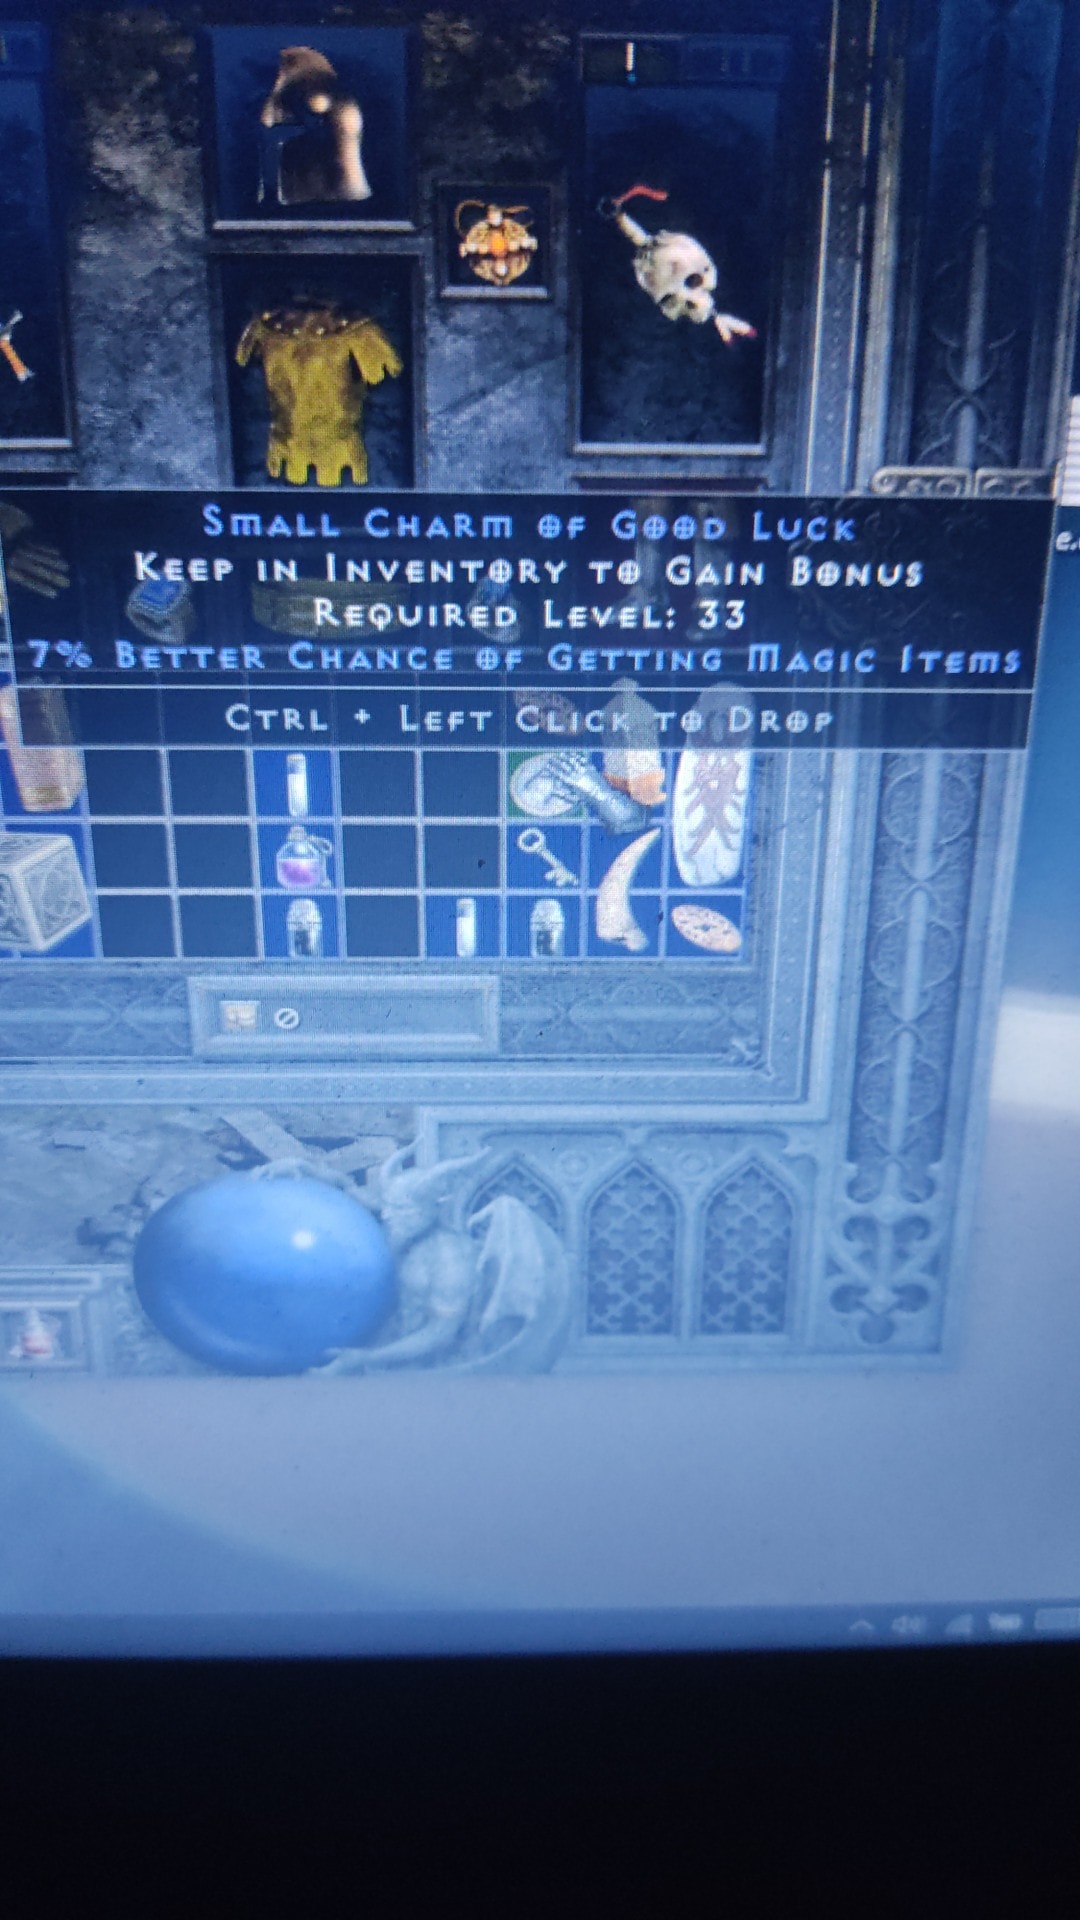 Small Charm of Good Luck
Keep in Inventory to Gain Bonus
Required Level: 33
7% Better Chance of Getting Magic Items
Ctrl + Left Click to Drop